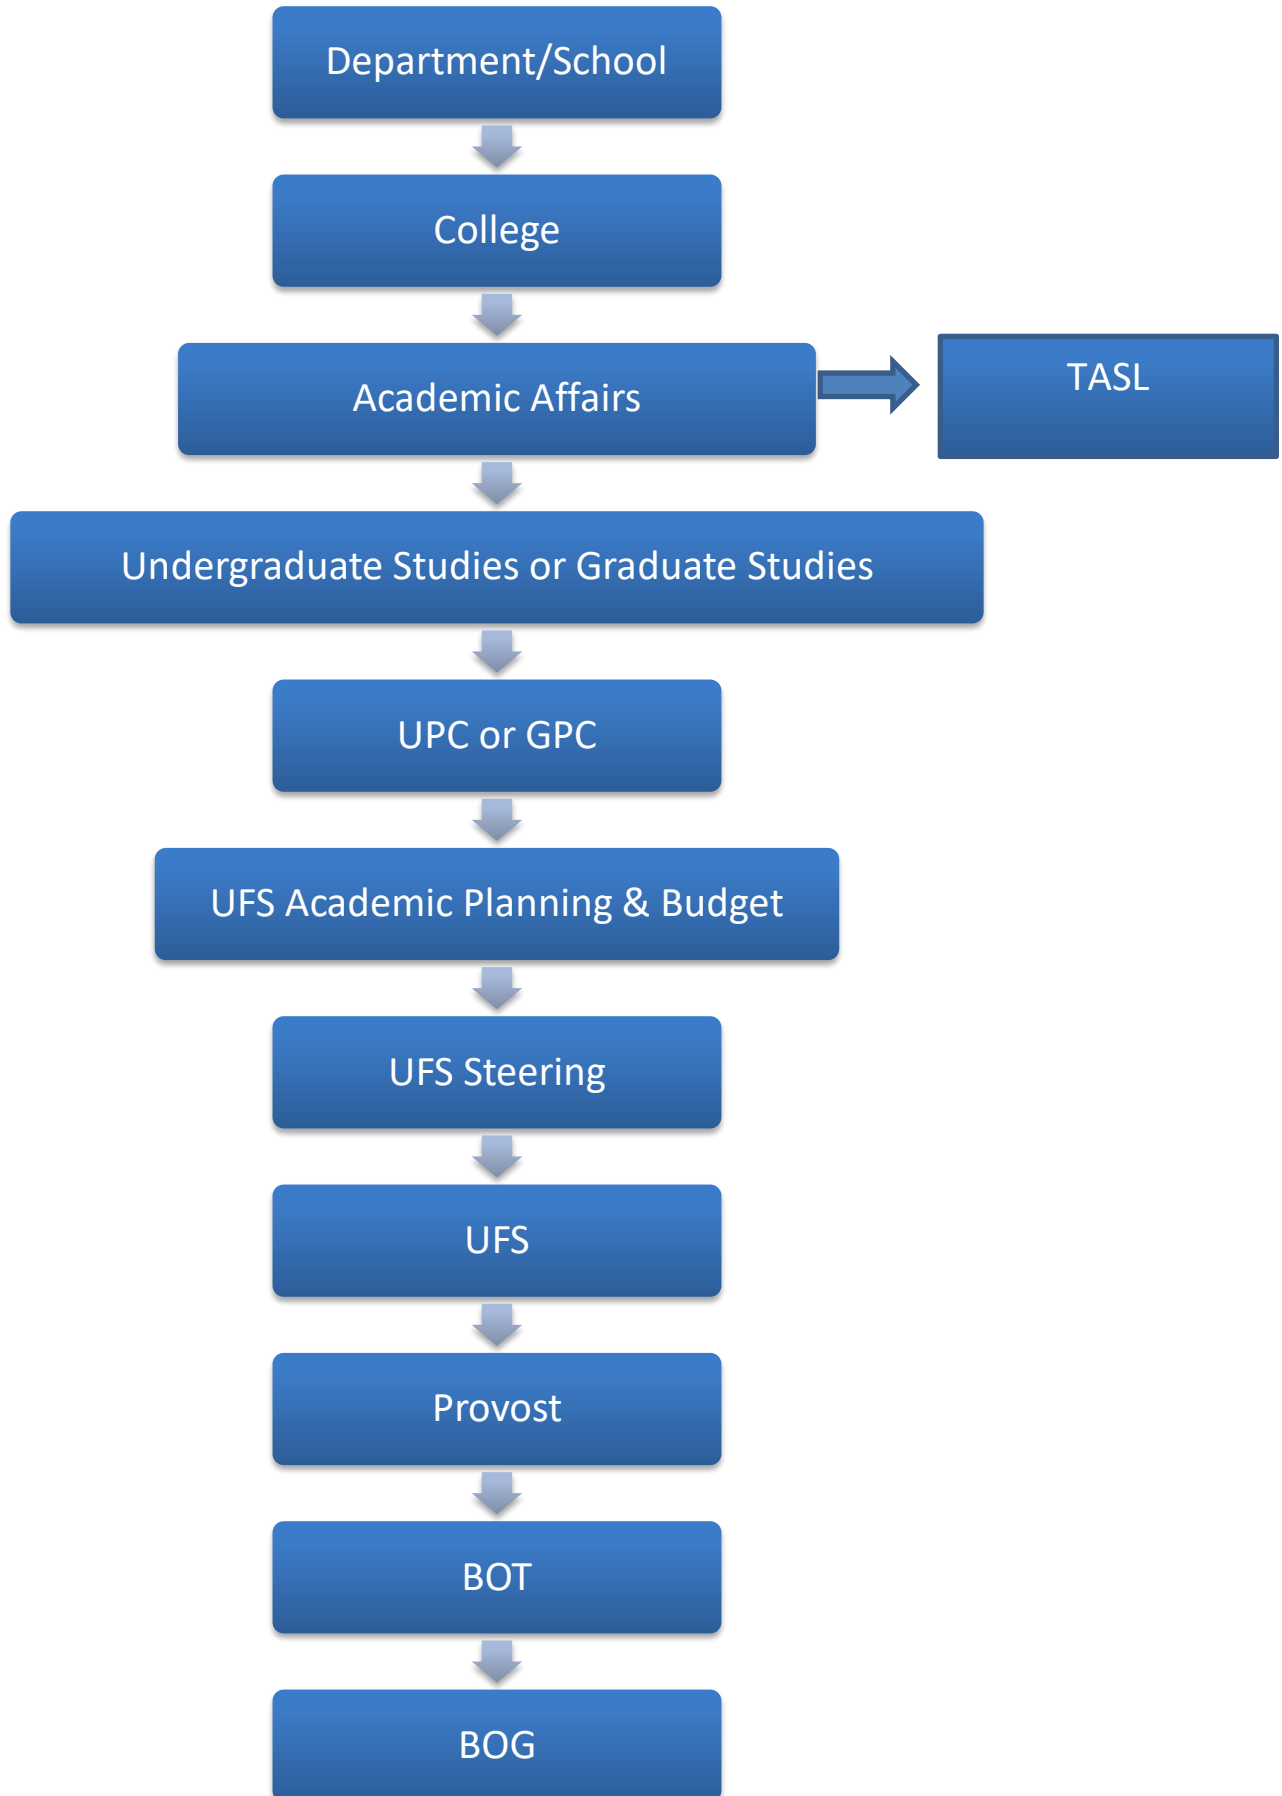 Department/School
College
Academic Affairs
TASL
Undergraduate Studies or Graduate Studies
UPC or GPC
UFS Academic Planning & Budget
UFS Steering
UFS
Provost
BOT
BOG